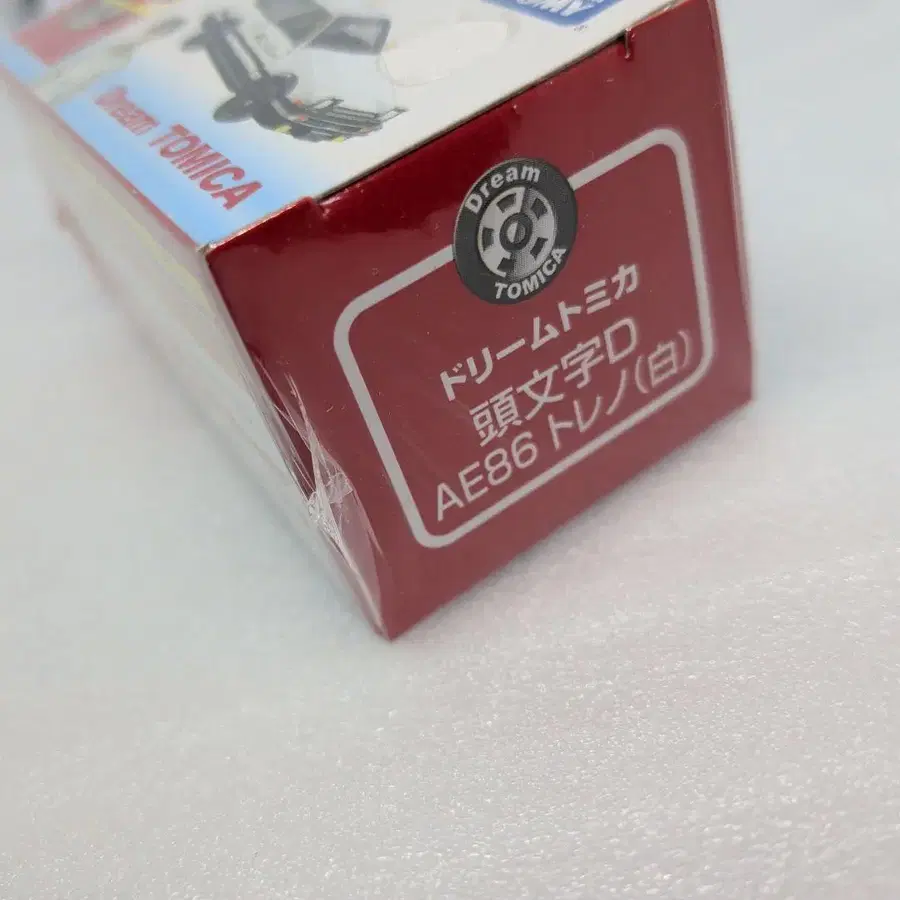 Dream TOMICA
Dream
TOMICA
ドリームトミカ
頭文字D
AE86 トレノ(白)